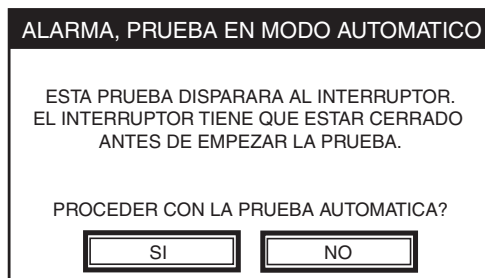 ALARMA, PRUEBA EN MODO AUTOMATICO
ESTA PRUEBA DISPARARA AL INTERRUPTOR.
EL INTERRUPTOR TIENE QUE ESTAR CERRADO
ANTES DE EMPEZAR LA PRUEBA.
PROCEDER CON LA PRUEBA AUTOMATICA?
SI NO